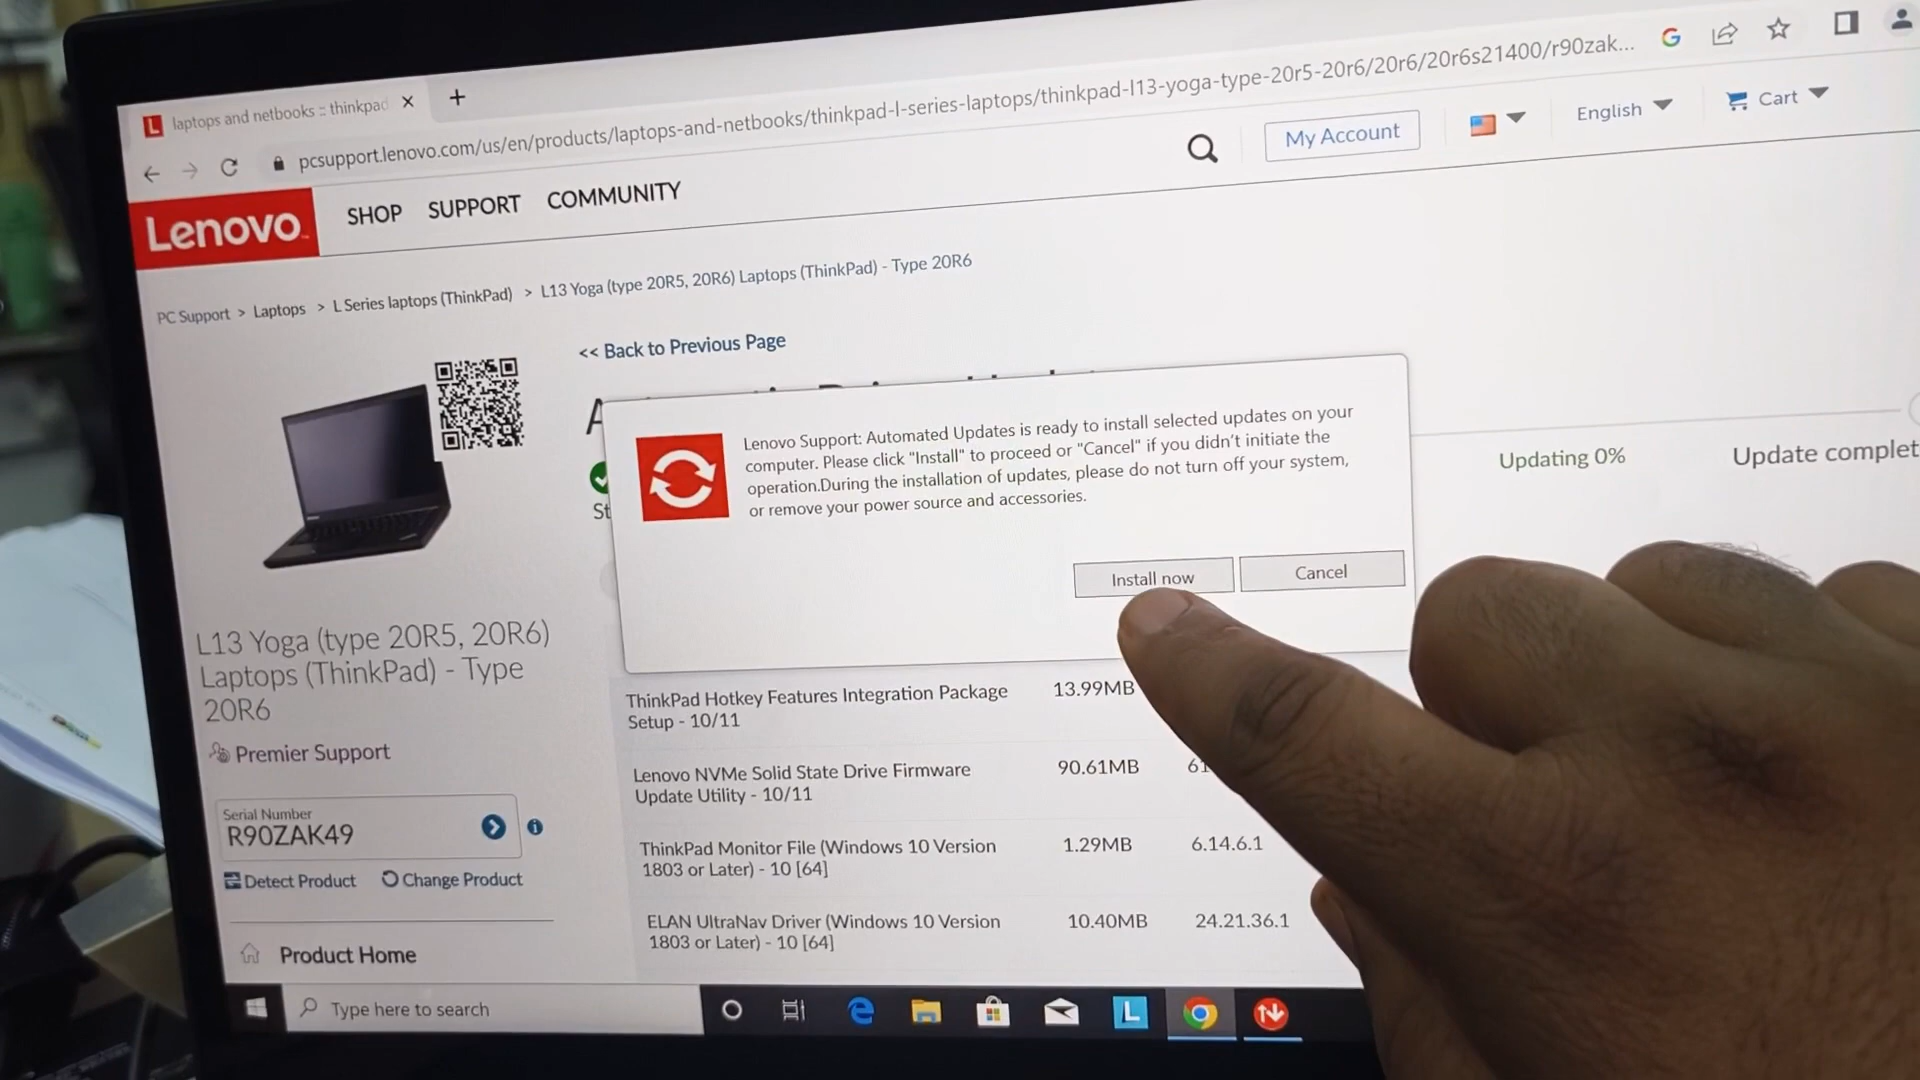 laptops and netbooks :: thinkpad
pcsupport.lenovo.com/us/en/products/laptops-and-netbooks/thinkpad-l-series-laptops/thinkpad-l13-yoga-type-20r5-20r6/20r6/20r6s21400/r90zak...
Lenovo
SHOP SUPPORT COMMUNITY
My Account
English
Cart
PC Support > Laptops > L Series laptops (ThinkPad) > L13 Yoga (type 20R5, 20R6) Laptops (ThinkPad) - Type 20R6
<< Back to Previous Page
Lenovo Support: Automated Updates is ready to install selected updates on your
computer. Please click "Install" to proceed or "Cancel" if you didn't initiate the
operation.During the installation of updates, please do not turn off your system,
or remove your power source and accessories.
Install now
Cancel
Updating 0%
Update complet
St
L13 Yoga (type 20R5, 20R6)
Laptops (ThinkPad) - Type
20R6
Premier Support
Serial Number
R90ZAK49
Detect Product
Change Product
Product Home
ThinkPad Hotkey Features Integration Package
Setup - 10/11
13.99MB
Lenovo NVMe Solid State Drive Firmware
Update Utility - 10/11
90.61MB
ThinkPad Monitor File (Windows 10 Version
1803 or Later) - 10 [64]
1.29MB
6.14.6.1
ELAN UltraNav Driver (Windows 10 Version
1803 or Later) - 10 [64]
10.40MB
24.21.36.1
Type here to search
L